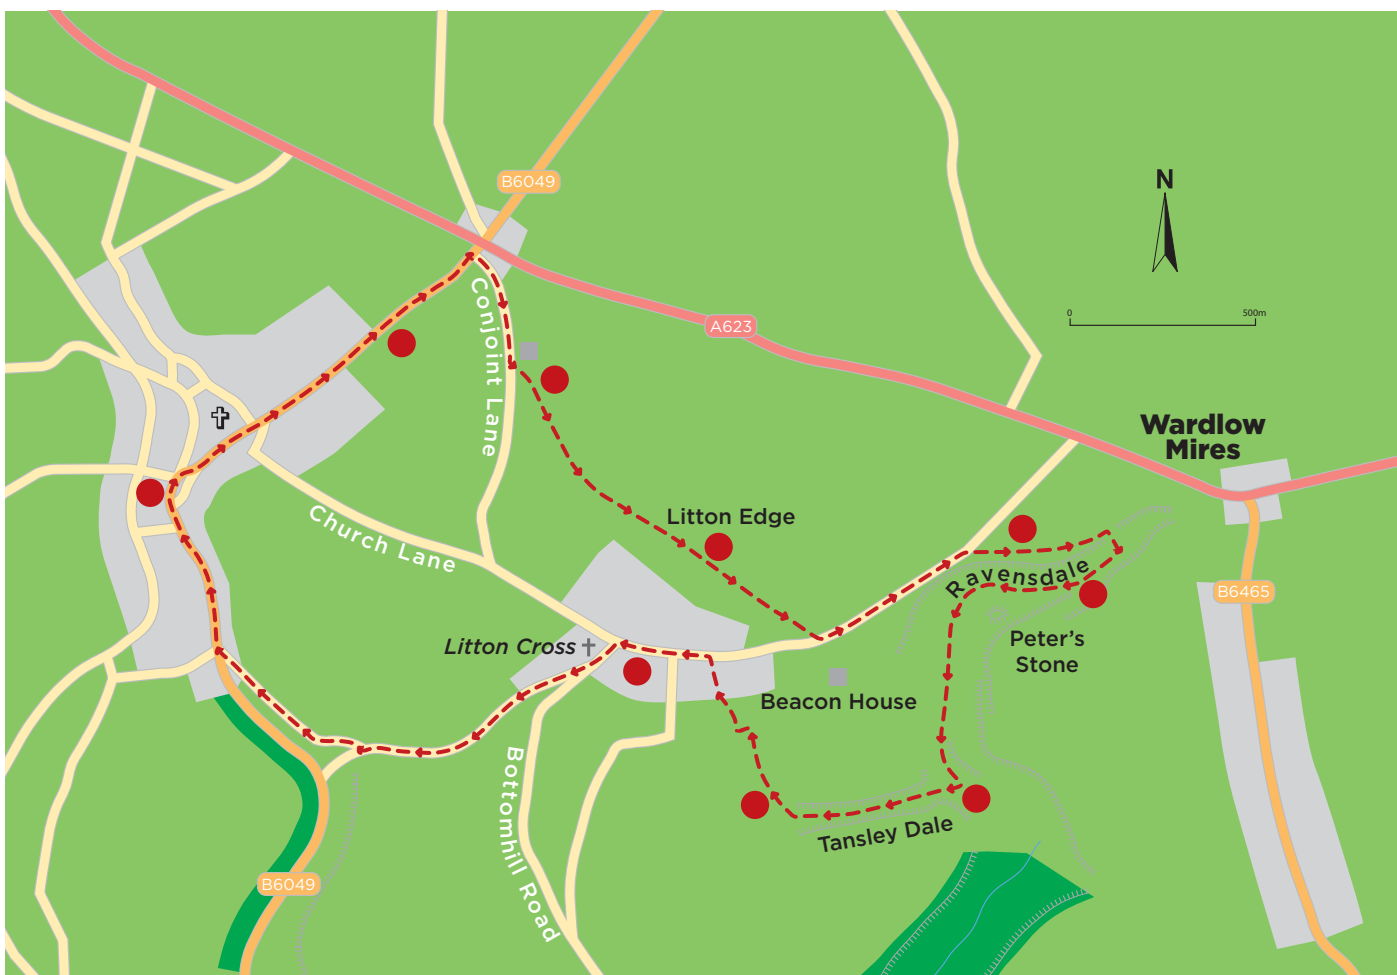 B6049
N
0 500m
Conjoint Lane
A623
Wardlow
Mires
Litton Edge
Church Lane
Ravensdale
B6465
Litton Cross
Peter's
Stone
Beacon House
Bottomhill Road
Tansley Dale
B6049